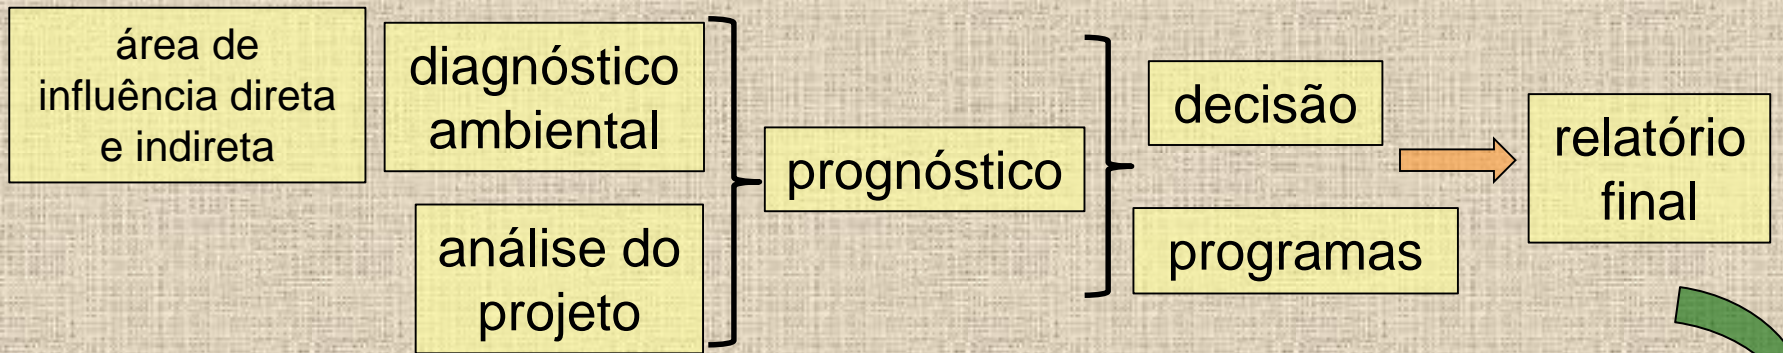 área de
influência direta
e indireta
diagnóstico
ambiental
análise do
projeto
prognóstico
decisão
programas
relatório
final